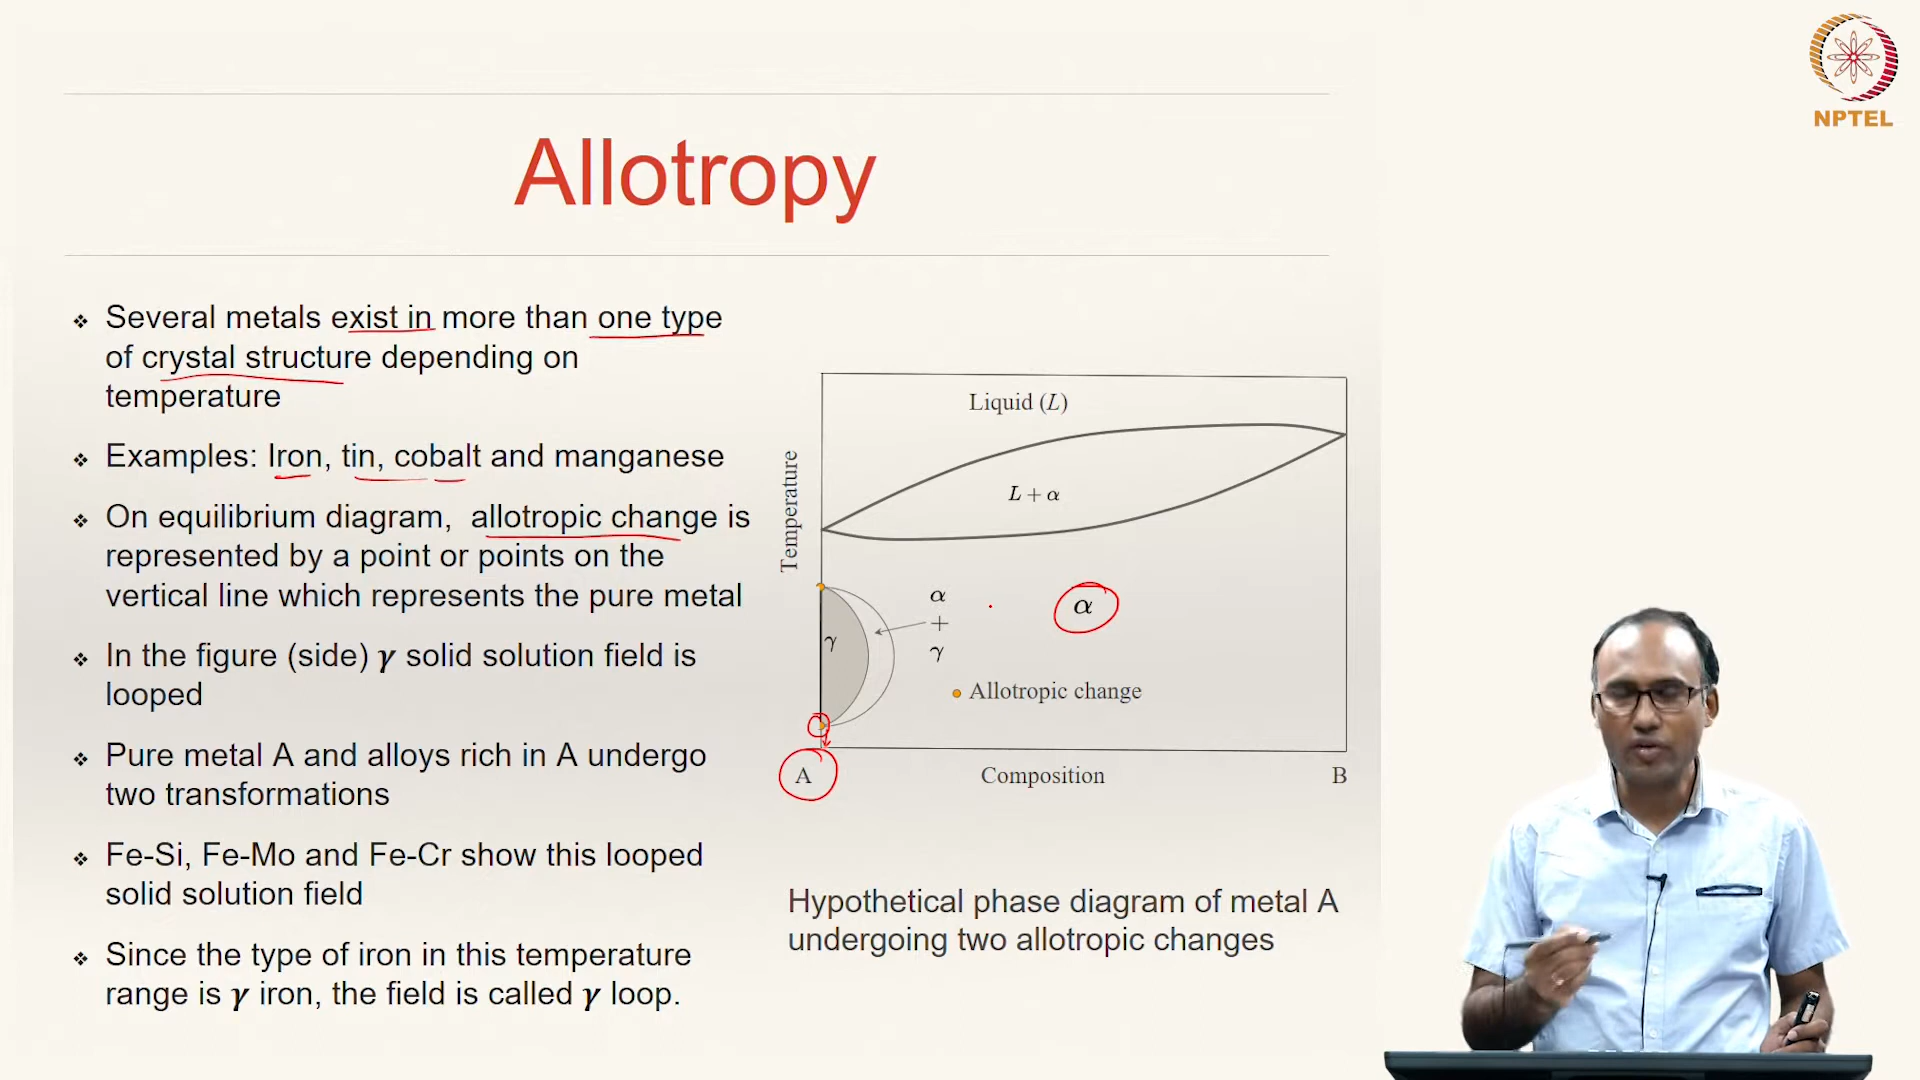 NPTEL
Allotropy
❖ Several metals exist in more than one type
of crystal structure depending on
temperature
❖ Examples: Iron, tin, cobalt and manganese
❖ On equilibrium diagram, allotropic change is
represented by a point or points on the
vertical line which represents the pure metal
❖ In the figure (side) γ solid solution field is
looped
❖ Pure metal A and alloys rich in A undergo
two transformations
❖ Fe-Si, Fe-Mo and Fe-Cr show this looped
solid solution field
❖ Since the type of iron in this temperature
range is γ iron, the field is called γ loop.
Liquid (L)
L + α
Temperature
α
+
γ
α
γ
Allotropic change
A
Composition
B
Hypothetical phase diagram of metal A
undergoing two allotropic changes